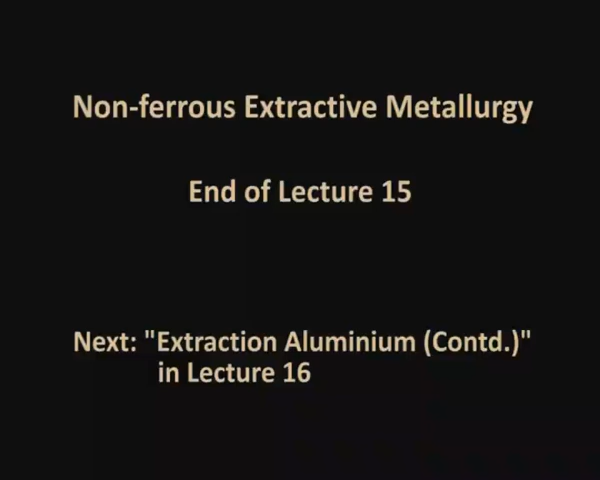 Non-ferrous Extractive Metallurgy
End of Lecture 15
Next: "Extraction Aluminium (Contd.)"
in Lecture 16